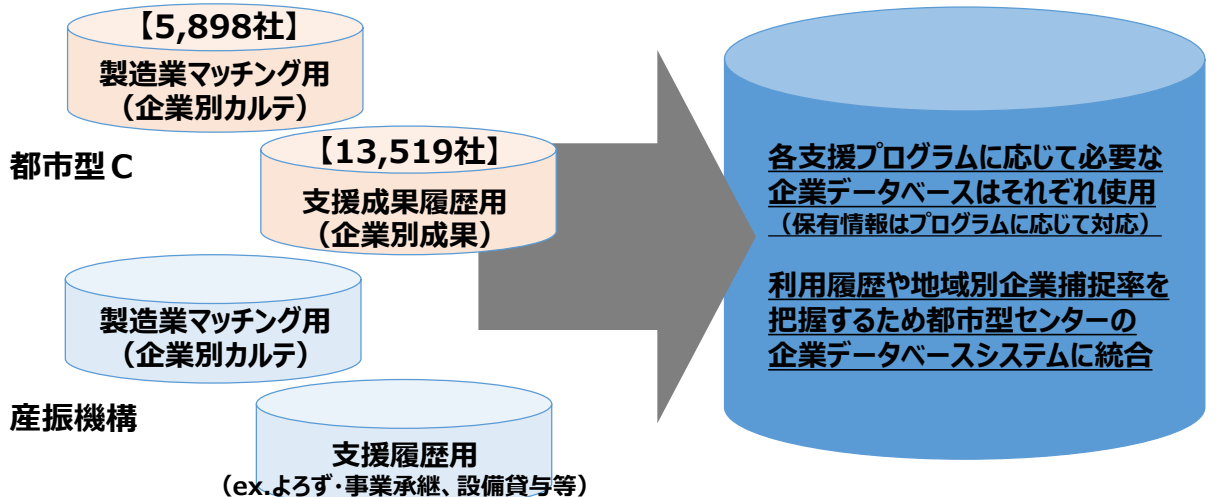 【5,898社】
製造業マッチング用
（企業別カルテ）
都市型Ｃ
【13,519社】
支援成果履歴用
（企業別成果）
製造業マッチング用
（企業別カルテ）
産振機構
支援履歴用
（ex.よろず・事業承継、設備貸与等）
各支援プログラムに応じて必要な
企業データベースはそれぞれ使用
（保有情報はプログラムに応じて対応）
利用履歴や地域別企業捕捉率を
把握するため都市型センターの
企業データベースシステムに統合